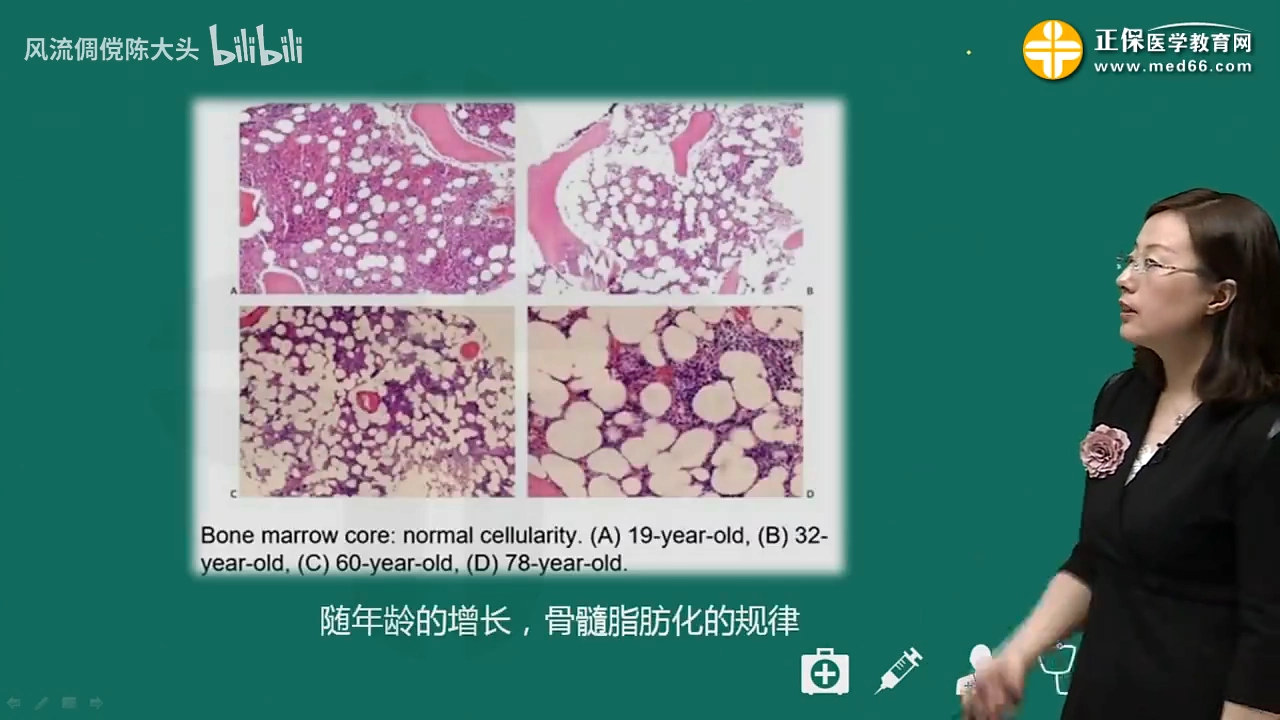 风流倜傥陈大头 bilibili
正保医学教育网
www.med66.com
A
B
C
D
Bone marrow core: normal cellularity. (A) 19-year-old, (B) 32-
year-old, (C) 60-year-old, (D) 78-year-old.
随年龄的增长，骨髓脂肪化的规律